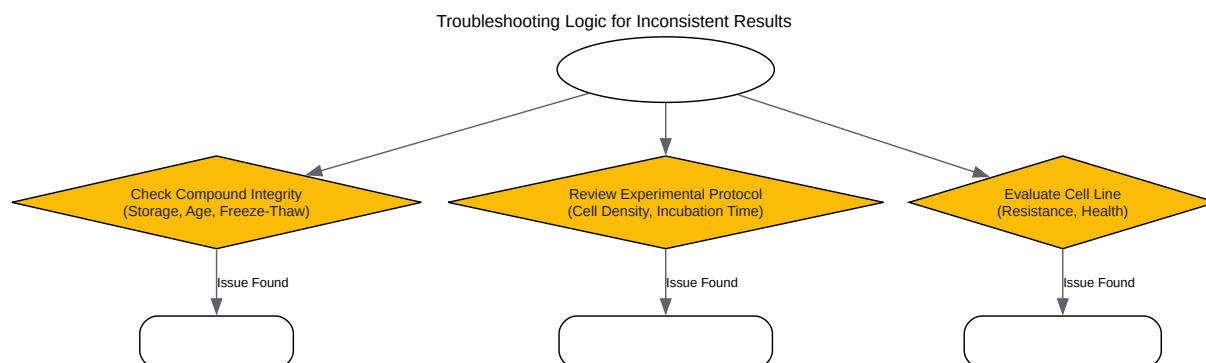 Troubleshooting Logic for Inconsistent Results
Check Compound Integrity
(Storage, Age, Freeze-Thaw)
Review Experimental Protocol
(Cell Density, Incubation Time)
Evaluate Cell Line
(Resistance, Health)
Issue Found
Issue Found
Issue Found